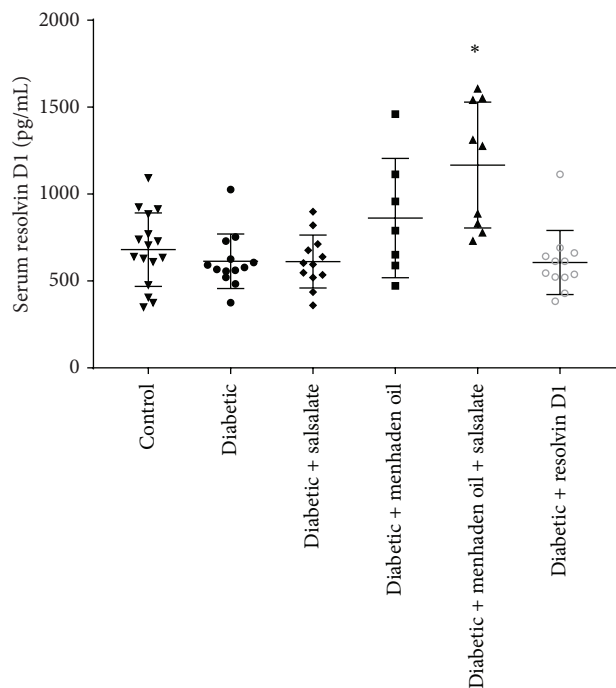 2000
*
1500
1000
500
0
Serum resolvin D1 (pg/mL)
Control
Diabetic
Diabetic + salsalate
Diabetic + menhaden oil
Diabetic + menhaden oil + salsalate
Diabetic + resolvin D1